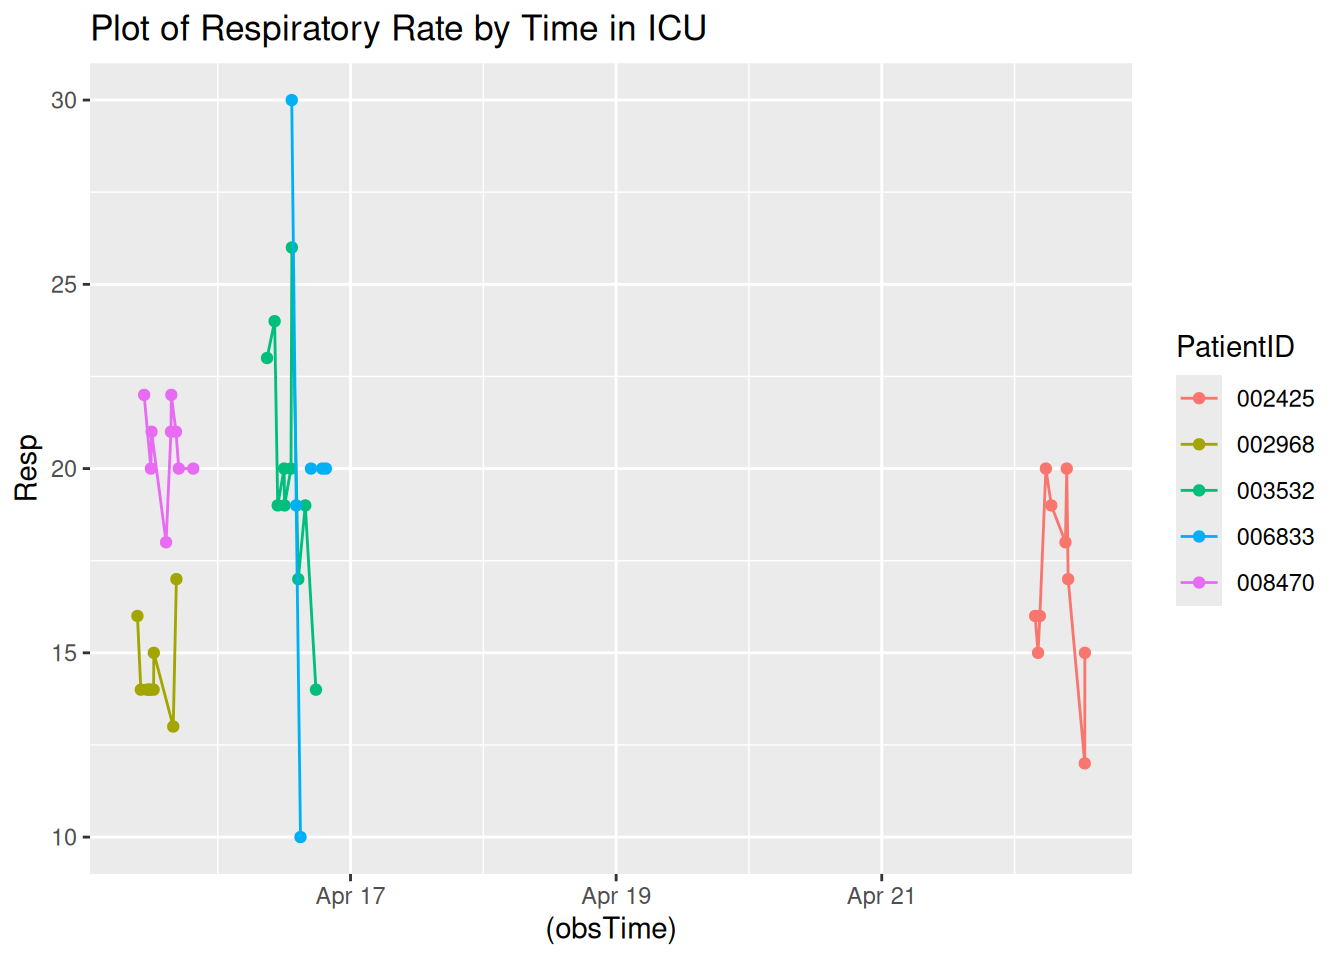 Plot of Respiratory Rate by Time in ICU
Resp
30
25
20
15
10
Apr 17
Apr 19
Apr 21
(obsTime)
PatientID
002425
002968
003532
006833
008470